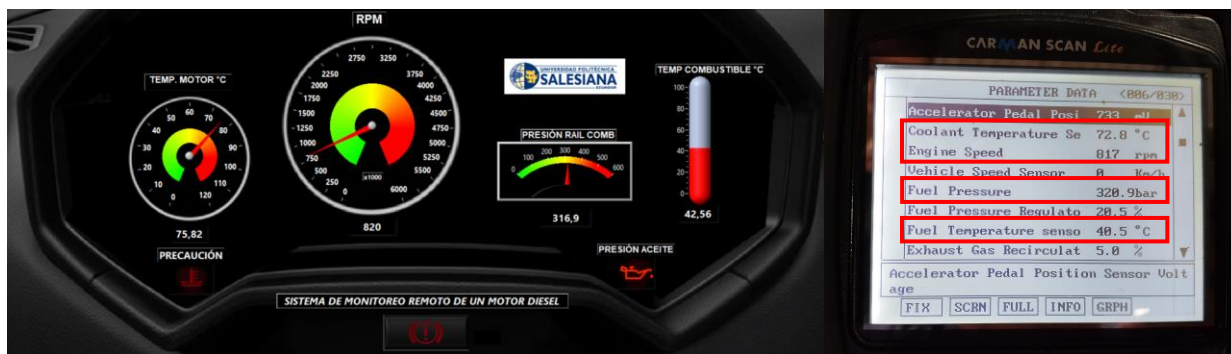 RPM
TEMP. MOTOR °C
0
10
20
30
40
50
60
70
80
90
100
120
75,82
PRECAUCIÓN
0
250
500
750
1000
1250
1500
1750
2000
2250
2750
3250
3750
4000
4250
4500
4750
5000
5250
5500
6000
x1000
820
UNIVERSIDAD POLITÉCNICA
SALESIANA
ECUADOR
PRESIÓN RAIL COMB
0
100
200
300
400
500
600
316,9
TEMP COMBUSTIBLE °C
100
80
60
40
20
0
42,56
PRESIÓN ACEITE
SISTEMA DE MONITOREO REMOTO DE UN MOTOR DIESEL
CARMAN SCAN Lite
PARAMETER DATA <006/030>
Accelerator Pedal Posi 733 mV
Coolant Temperature Se 72.8 °C
Engine Speed 817 rpm
Vehicle Speed Sensor 0 Km/h
Fuel Pressure 320.9bar
Fuel Pressure Regulato 20.5 %
Fuel Temperature senso 40.5 °C
Exhaust Gas Recirculat 5.0 %
Accelerator Pedal Position Sensor Volt
age
FIX SCRN FULL INFO GRPH